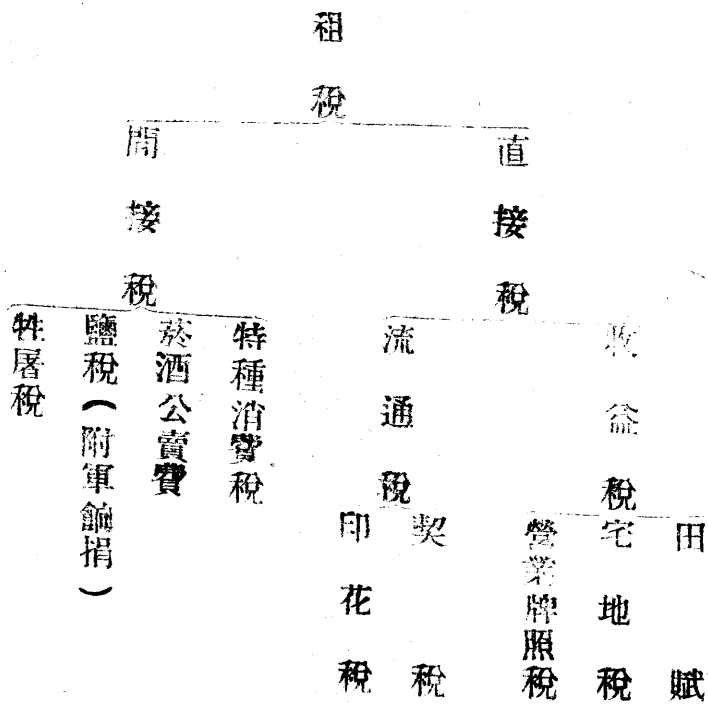 租稅
直接稅
收益稅
田賦
宅地稅
營業牌照稅
流通稅
契稅
印花稅
間接稅
特種消費稅
菸酒公賣費
鹽稅(附軍餉捐)
牲屠稅